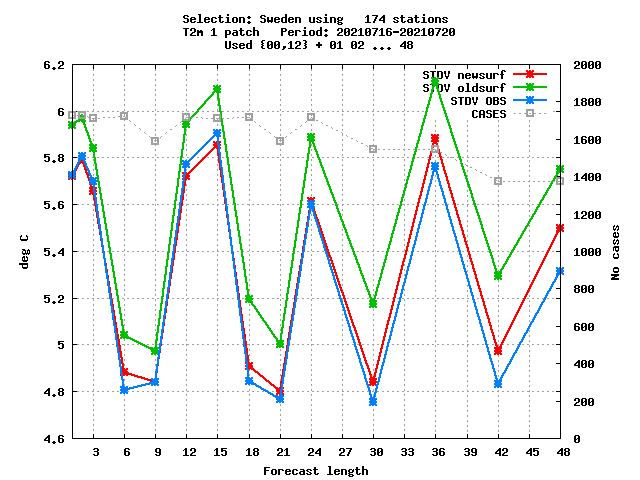 Selection: Sweden using   174 stations
T2m 1 patch   Period: 20210716-20210720
Used {00,12} + 01 02 ... 48
STDV newsurf
STDV oldsurf
STDV OBS
CASES
deg C
6.2
6
5.8
5.6
5.4
5.2
5
4.8
4.6
2000
1800
1600
1400
1200
1000
800
600
400
200
0
No cases
3 6 9 12 15 18 21 24 27 30 33 36 39 42 45 48
Forecast length